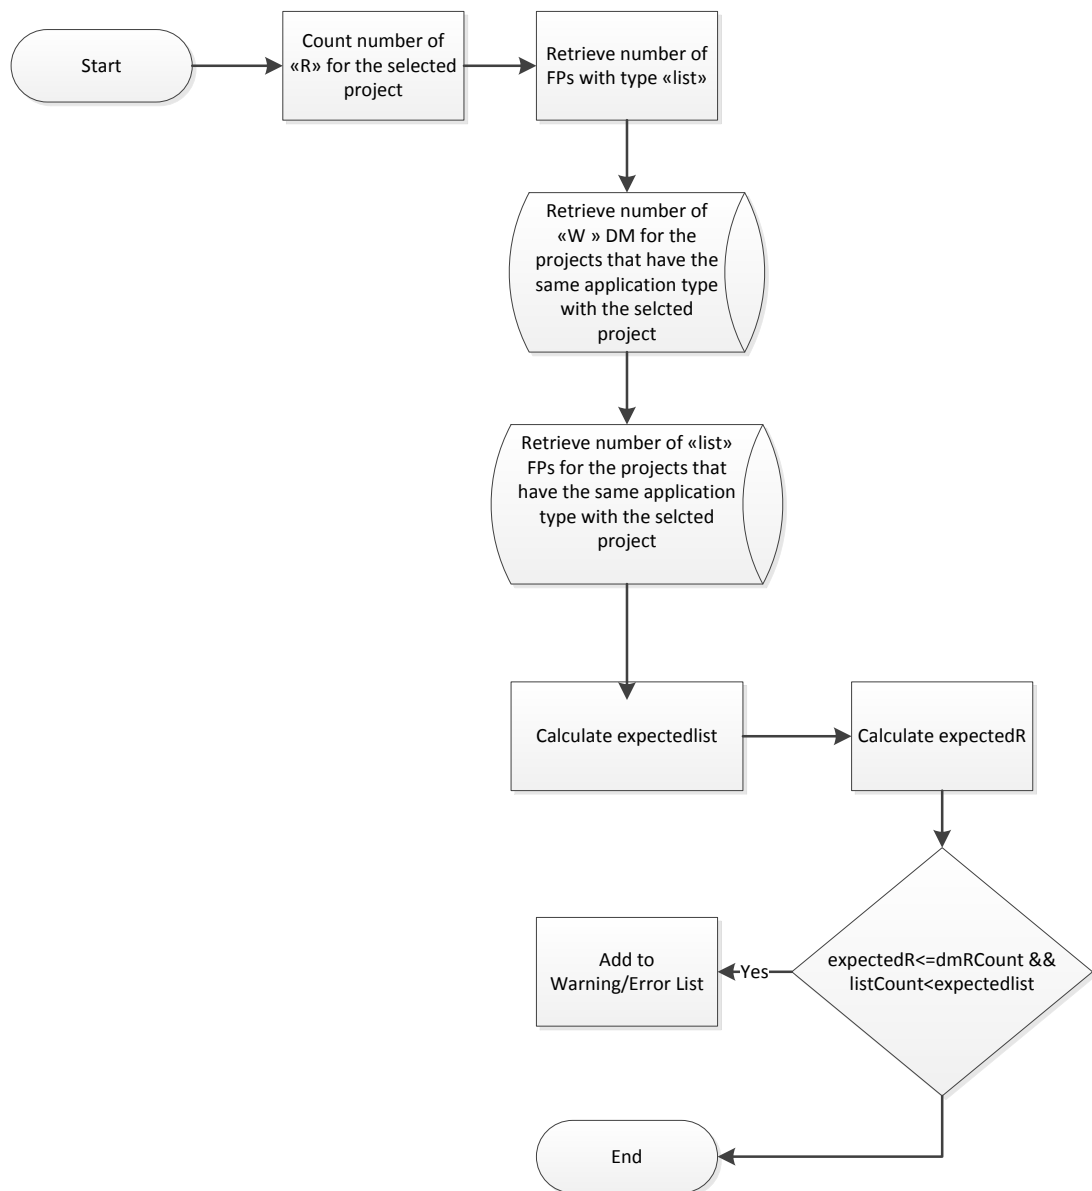 Start
Count number of
«R» for the selected
project
Retrieve number of
FPs with type «list»
Retrieve number of
«W » DM for the
projects that have the
same application type
with the selcted
project
Retrieve number of «list»
FPs for the projects that
have the same application
type with the selcted
project
Calculate expectedlist
Calculate expectedR
expectedR<=dmRCount &&
listCount<expectedlist
Yes
Add to
Warning/Error List
End